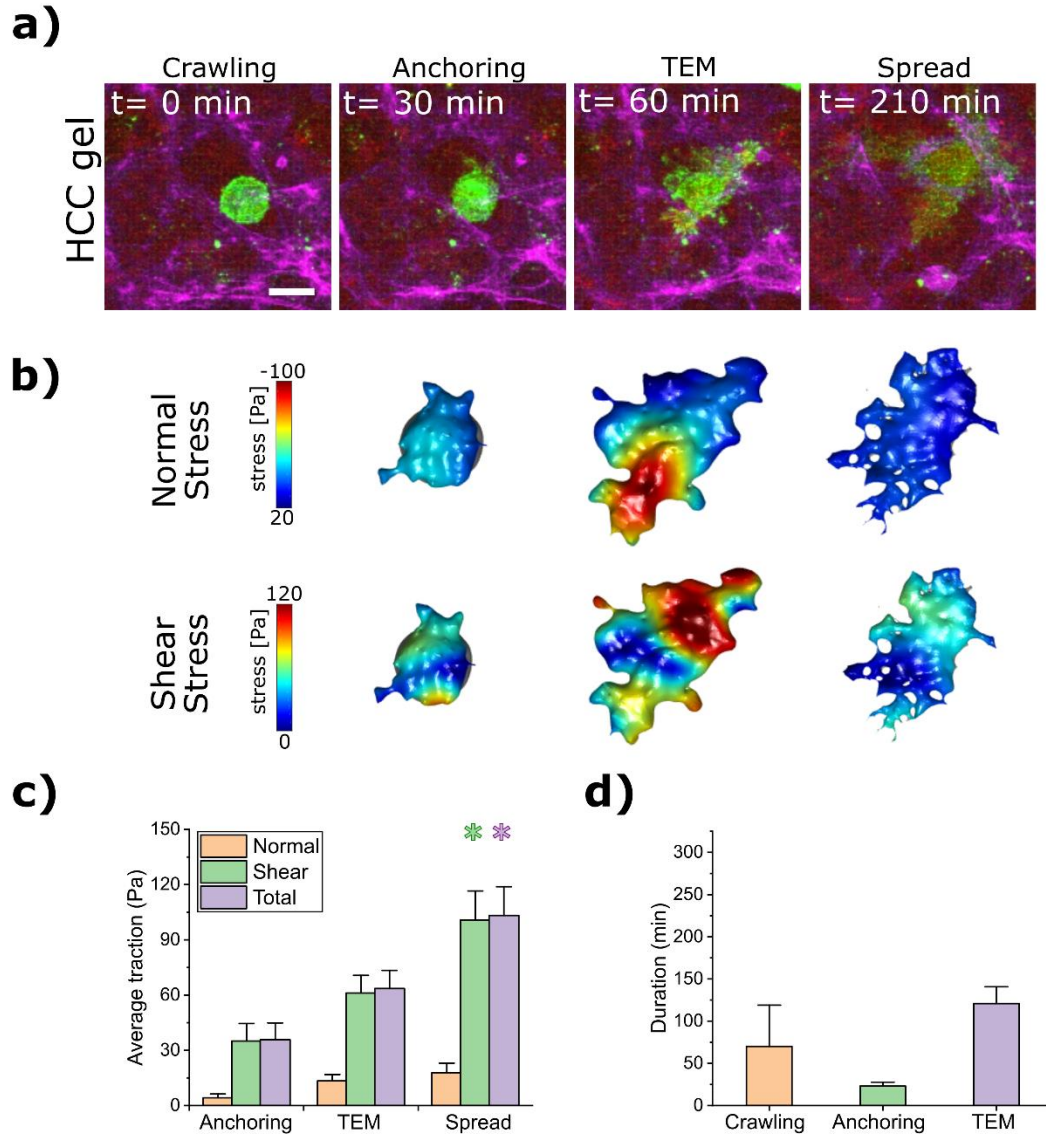 a)
Crawling
Anchoring
TEM
Spread
HCC gel
t= 0 min
t= 30 min
t= 60 min
t= 210 min
b)
Normal
Stress
stress [Pa]
-100
20
Shear
Stress
stress [Pa]
120
0
c)
Average traction (Pa)
150
120
90
60
30
0
Normal
Shear
Total
* *
Anchoring
TEM
Spread
d)
Duration (min)
300
250
200
150
100
50
0
Crawling
Anchoring
TEM